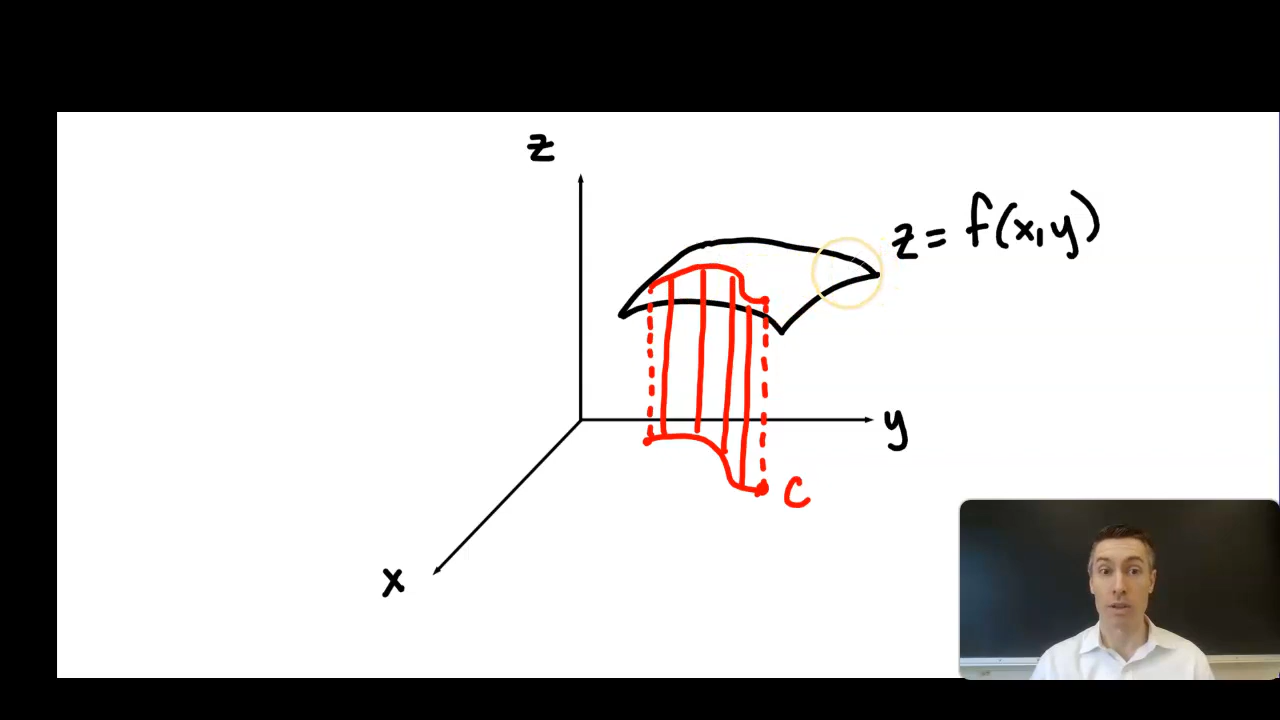 z
z = f(x,y)
y
C
x